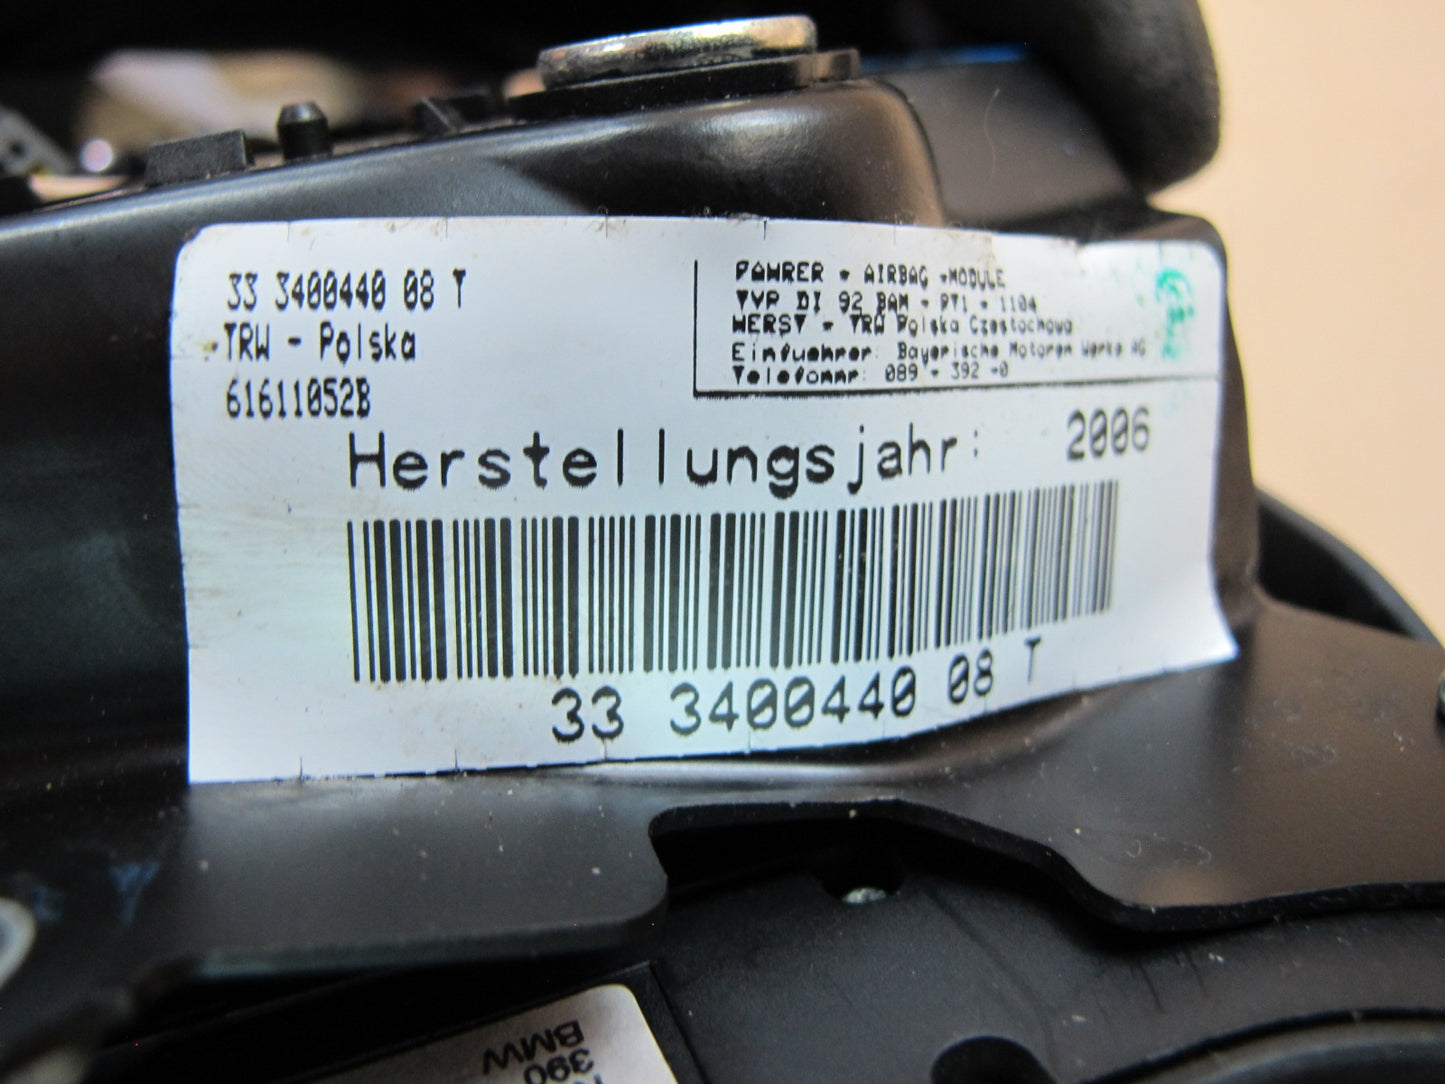 33 3400440 08 T
TRW - Polska
61611052B
FAHRER - AIRBAG -MODULE
TYP DI 92 BAM - PT1 - 1104
HERST - TRW Polska Czestochowa
Einfuehrer: Bayerische Motoren Werke AG
Telefonnr: 089 - 392 -0
Herstellungsjahr: 2006
33 3400440 08 T
BMW
390